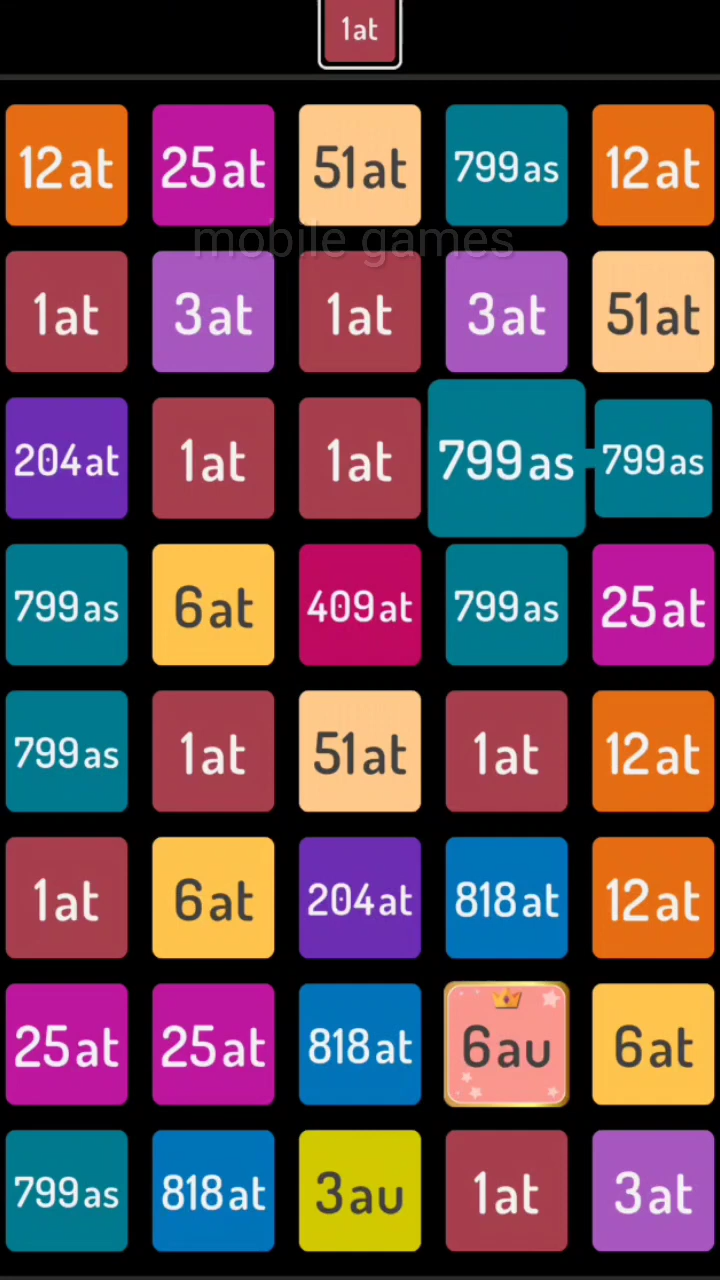 1at
12at 25at 51at 799as 12at
mobile games
1at 3at 1at 3at 51at
204at 1at 1at 799as 799as
799as 6at 409at 799as 25at
799as 1at 51at 1at 12at
1at 6at 204at 818at 12at
25at 25at 818at 6au 6at
799as 818at 3au 1at 3at